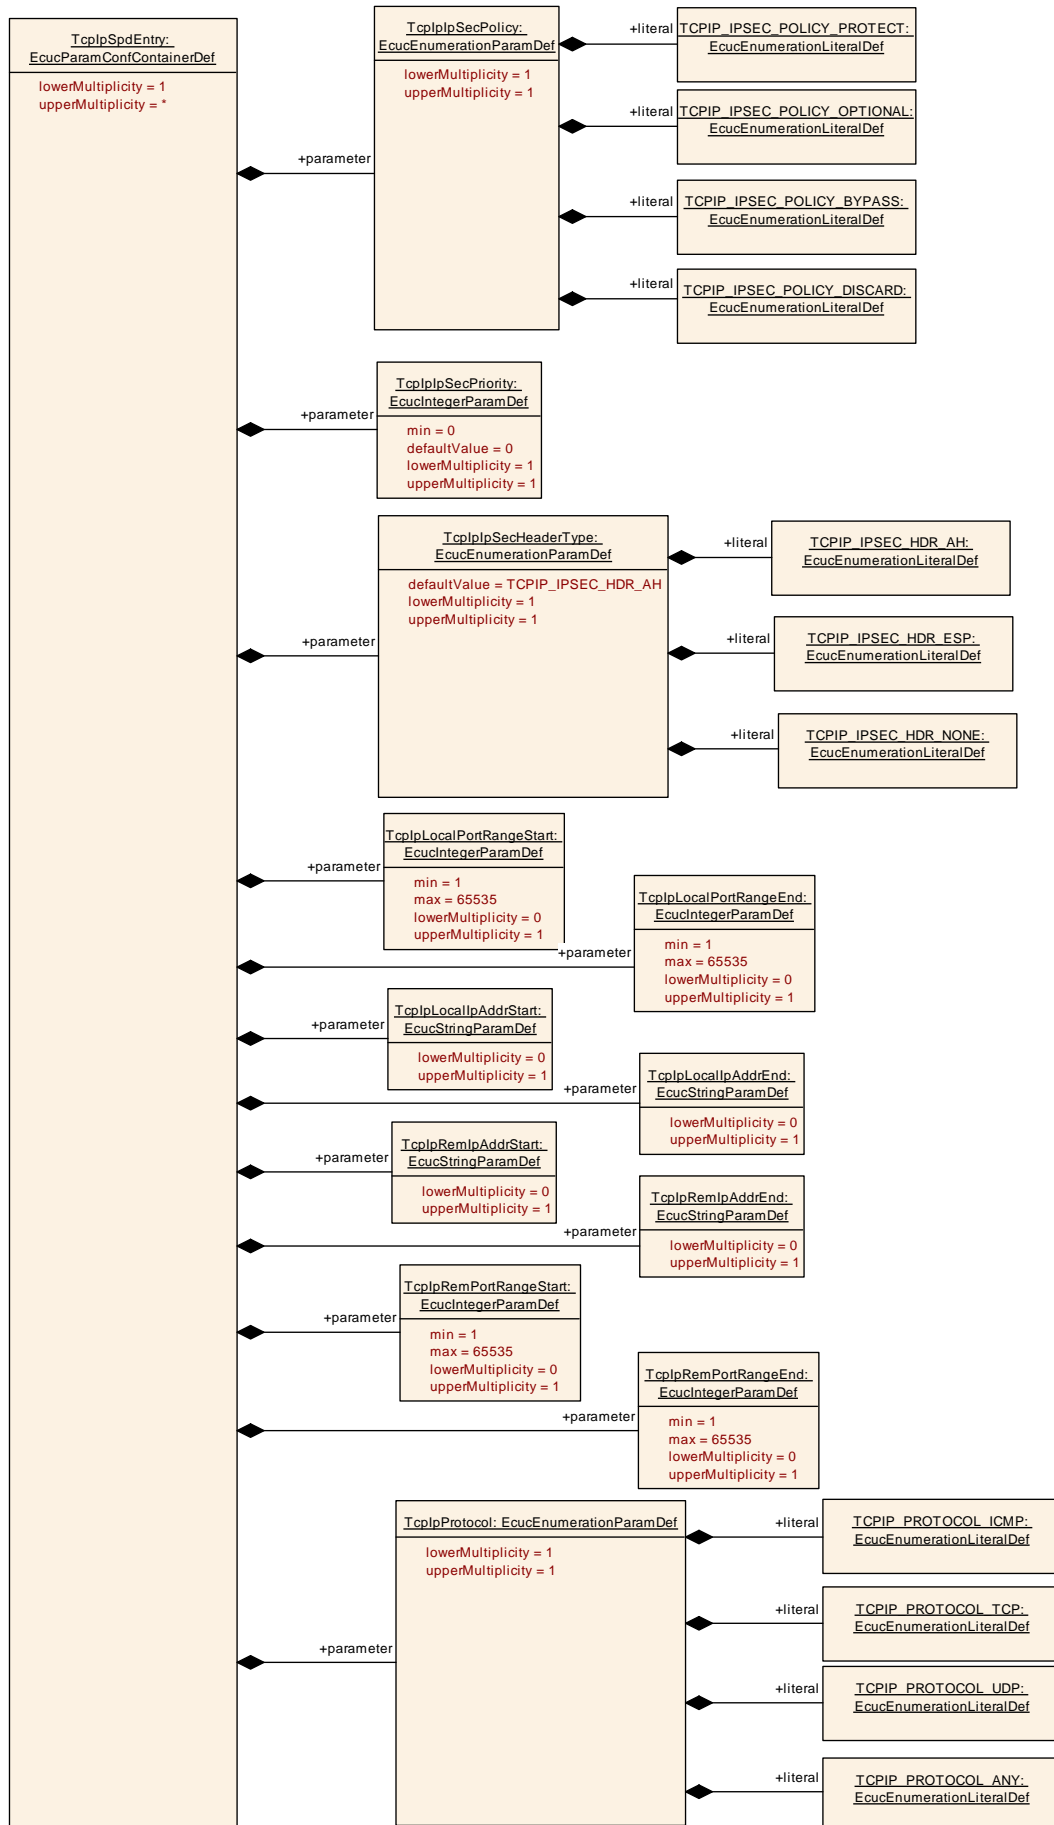 TcpIpSpdEntry:
EcucParamConfContainerDef
lowerMultiplicity = 1
upperMultiplicity = *
+parameter
TcpIpIpSecPolicy:
EcucEnumerationParamDef
lowerMultiplicity = 1
upperMultiplicity = 1
+literal
TCPIP_IPSEC_POLICY_PROTECT:
EcucEnumerationLiteralDef
+literal
TCPIP_IPSEC_POLICY_OPTIONAL:
EcucEnumerationLiteralDef
+literal
TCPIP_IPSEC_POLICY_BYPASS:
EcucEnumerationLiteralDef
+literal
TCPIP_IPSEC_POLICY_DISCARD:
EcucEnumerationLiteralDef
+parameter
TcpIpIpSecPriority:
EcucIntegerParamDef
min = 0
defaultValue = 0
lowerMultiplicity = 1
upperMultiplicity = 1
+parameter
TcpIpIpSecHeaderType:
EcucEnumerationParamDef
defaultValue = TCPIP_IPSEC_HDR_AH
lowerMultiplicity = 1
upperMultiplicity = 1
+literal
TCPIP_IPSEC_HDR_AH:
EcucEnumerationLiteralDef
+literal
TCPIP_IPSEC_HDR_ESP:
EcucEnumerationLiteralDef
+literal
TCPIP_IPSEC_HDR_NONE:
EcucEnumerationLiteralDef
+parameter
TcpIpLocalPortRangeStart:
EcucIntegerParamDef
min = 1
max = 65535
lowerMultiplicity = 0
upperMultiplicity = 1
+parameter
TcpIpLocalPortRangeEnd:
EcucIntegerParamDef
min = 1
max = 65535
lowerMultiplicity = 0
upperMultiplicity = 1
+parameter
TcpIpLocalIpAddrStart:
EcucStringParamDef
lowerMultiplicity = 0
upperMultiplicity = 1
+parameter
TcpIpLocalIpAddrEnd:
EcucStringParamDef
lowerMultiplicity = 0
upperMultiplicity = 1
+parameter
TcpIpRemIpAddrStart:
EcucStringParamDef
lowerMultiplicity = 0
upperMultiplicity = 1
+parameter
TcpIpRemIpAddrEnd:
EcucStringParamDef
lowerMultiplicity = 0
upperMultiplicity = 1
+parameter
TcpIpRemPortRangeStart:
EcucIntegerParamDef
min = 1
max = 65535
lowerMultiplicity = 0
upperMultiplicity = 1
+parameter
TcpIpRemPortRangeEnd:
EcucIntegerParamDef
min = 1
max = 65535
lowerMultiplicity = 0
upperMultiplicity = 1
+parameter
TcpIpProtocol: EcucEnumerationParamDef
lowerMultiplicity = 1
upperMultiplicity = 1
+literal
TCPIP_PROTOCOL_ICMP:
EcucEnumerationLiteralDef
+literal
TCPIP_PROTOCOL_TCP:
EcucEnumerationLiteralDef
+literal
TCPIP_PROTOCOL_UDP:
EcucEnumerationLiteralDef
+literal
TCPIP_PROTOCOL_ANY:
EcucEnumerationLiteralDef